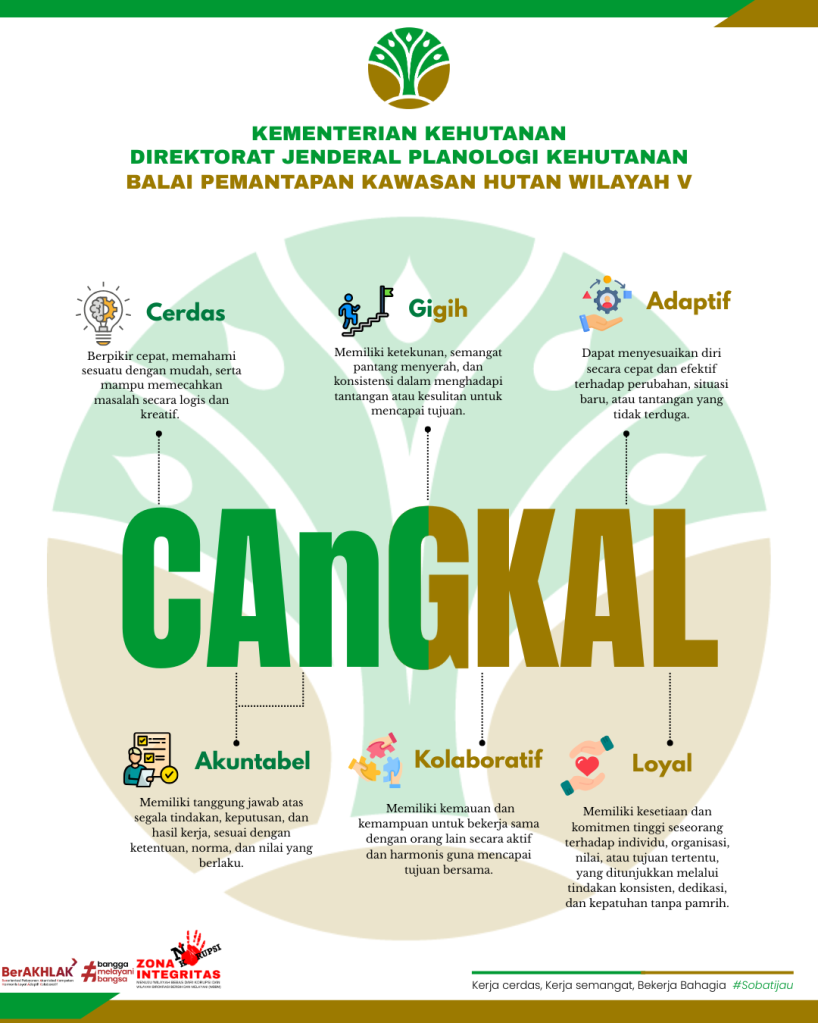 KEMENTERIAN KEHUTANAN
DIREKTORAT JENDERAL PLANOLOGI KEHUTANAN
BALAI PEMANTAPAN KAWASAN HUTAN WILAYAH V
Cerdas
Berpikir cepat, memahami
sesuatu dengan mudah, serta
mampu memecahkan
masalah secara logis dan
kreatif.
Gigih
Memiliki ketekunan, semangat
pantang menyerah, dan
konsistensi dalam menghadapi
tantangan atau kesulitan untuk
mencapai tujuan.
Adaptif
Dapat menyesuaikan diri
secara cepat dan efektif
terhadap perubahan, situasi
baru, atau tantangan yang
tidak terduga.
CAnGKAL
Akuntabel
Memiliki tanggung jawab atas
segala tindakan, keputusan, dan
hasil kerja, sesuai dengan
ketentuan, norma, dan nilai yang
berlaku.
Kolaboratif
Memiliki kemauan dan
kemampuan untuk bekerja sama
dengan orang lain secara aktif
dan harmonis guna mencapai
tujuan bersama.
Loyal
Memiliki kesetiaan dan
komitmen tinggi seseorang
terhadap individu, organisasi,
nilai, atau tujuan tertentu,
yang ditunjukkan melalui
tindakan konsisten, dedikasi,
dan kepatuhan tanpa pamrih.
BerAKHLAK
#bangga
melayani
bangsa
NO KORUPSI
ZONA
INTEGRITAS
Kerja cerdas, Kerja semangat, Bekerja Bahagia #Sobatijau